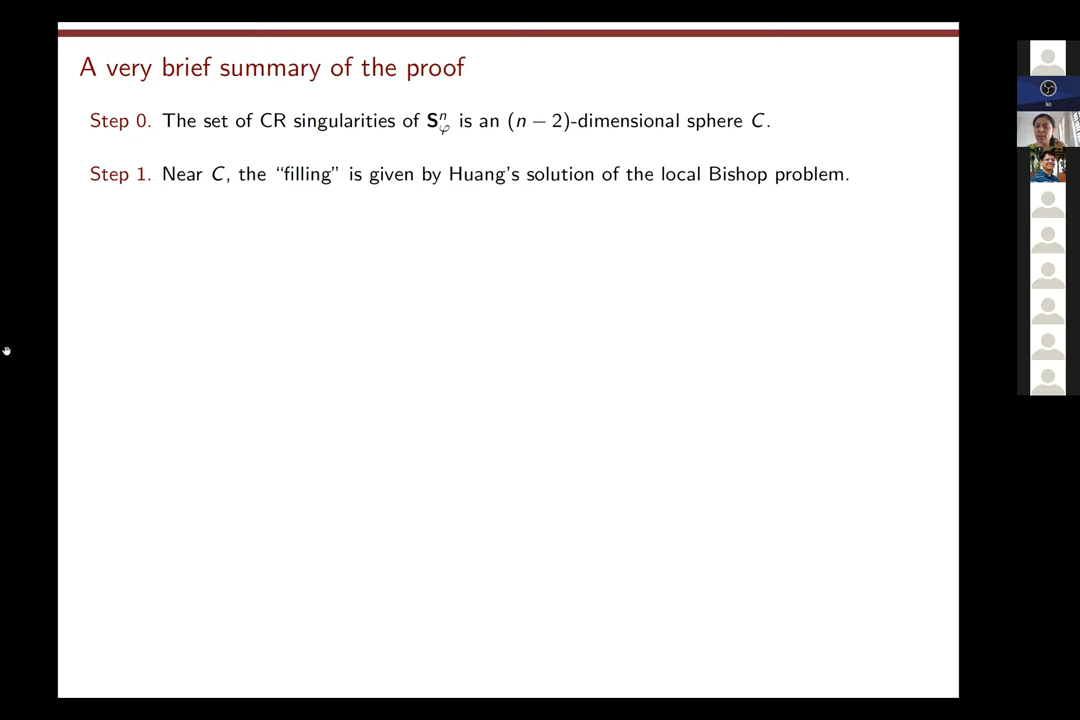 A very brief summary of the proof
Step 0. The set of CR singularities of 𝐒ⁿ_φ is an (n − 2)-dimensional sphere C.
Step 1. Near C, the “filling” is given by Huang’s solution of the local Bishop problem.